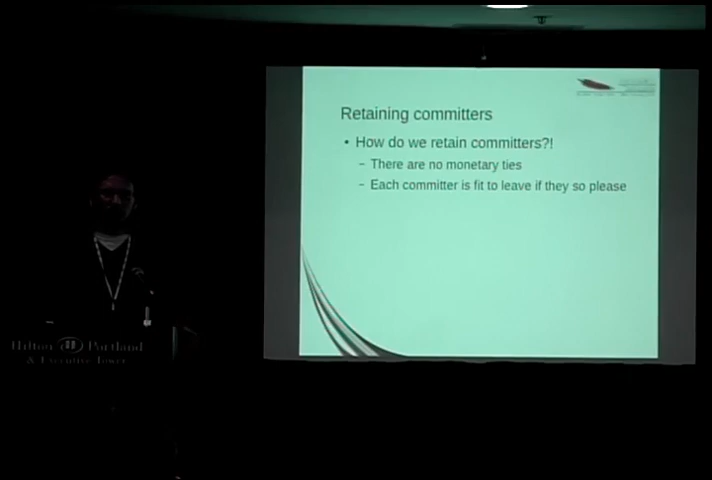 Retaining committers
• How do we retain committers?!
– There are no monetary ties
– Each committer is fit to leave if they so please
Hilton Portland
& Executive Tower